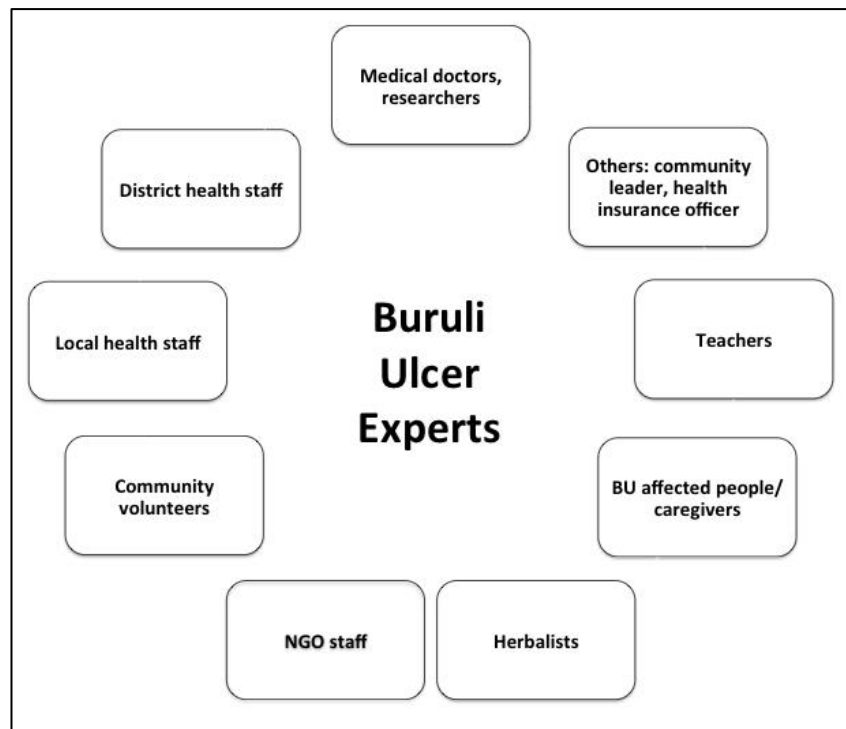 Medical doctors,
researchers
Others: community
leader, health
insurance officer
District health staff
Local health staff
Buruli
Ulcer
Experts
Teachers
Community
volunteers
BU affected people/
caregivers
NGO staff
Herbalists